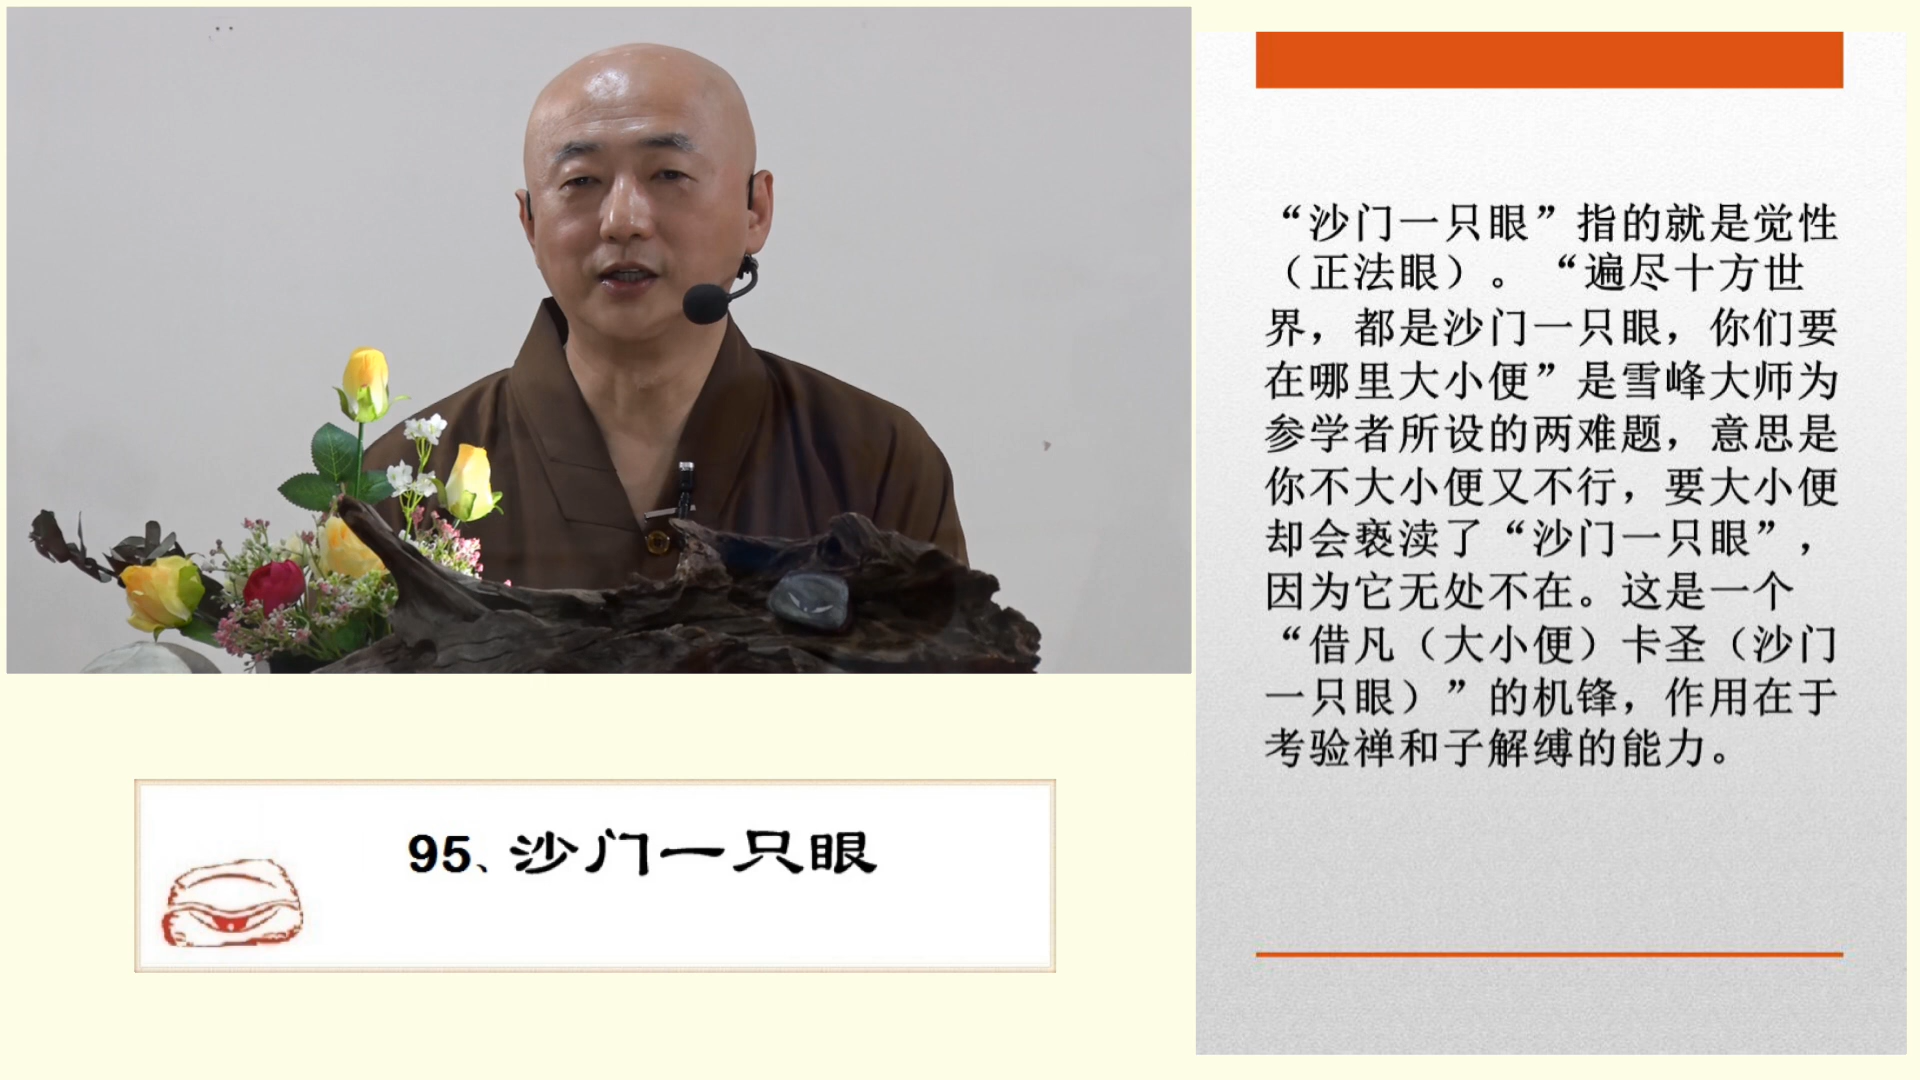 “沙门一只眼”指的就是觉性
（正法眼）。“遍尽十方世
界，都是沙门一只眼，你们要
在哪里大小便”是雪峰大师为
参学者所设的两难题，意思是
你不大小便又不行，要大小便
却会亵渎了“沙门一只眼”，
因为它无处不在。这是一个
“借凡（大小便）卡圣（沙门
一只眼）”的机锋，作用在于
考验禅和子解缚的能力。
95、沙门一只眼